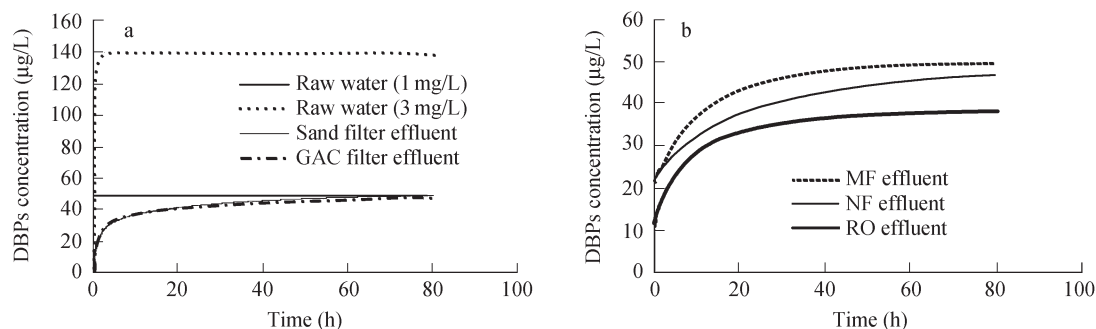 a
DBPs concentration (μg/L)
160
140
120
100
80
60
40
20
0
Raw water (1 mg/L)
Raw water (3 mg/L)
Sand filter effluent
GAC filter effluent
0 20 40 60 80 100
Time (h)
b
DBPs concentration (μg/L)
60
50
40
30
20
10
0
MF effluent
NF effluent
RO effluent
0 20 40 60 80 100
Time (h)